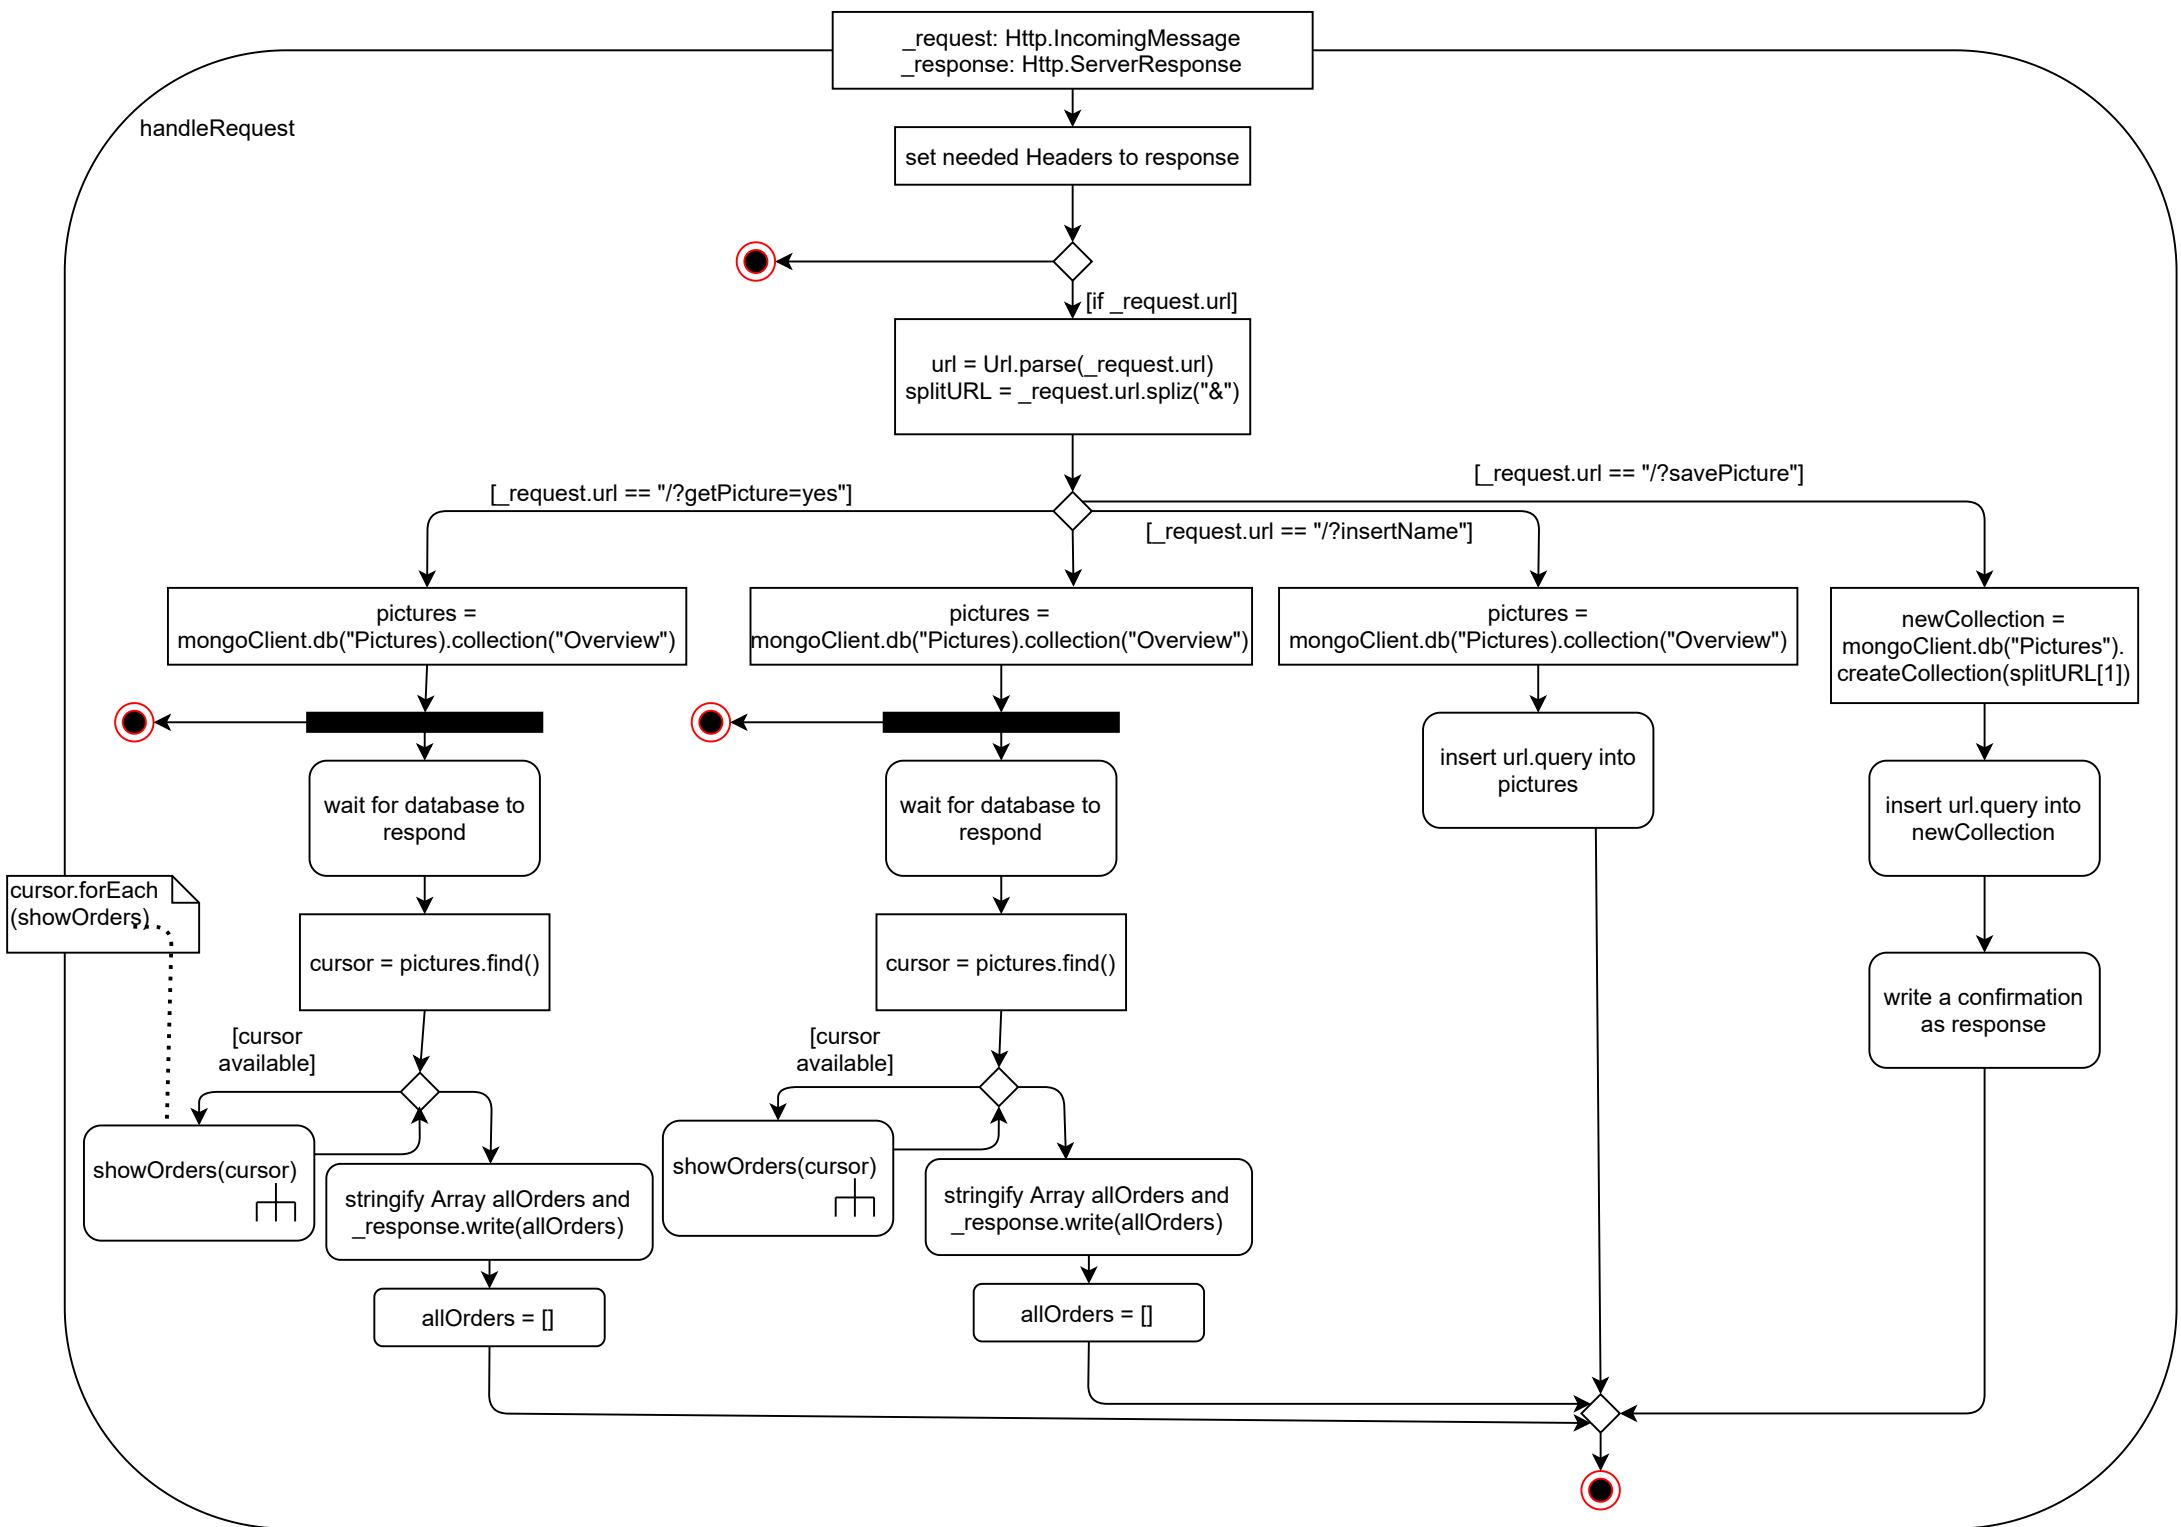 _request: Http.IncomingMessage
_response: Http.ServerResponse
handleRequest
set needed Headers to response
[if _request.url]
url = Url.parse(_request.url)
splitURL = _request.url.spliz("&")
[_request.url == "/?getPicture=yes"]
[_request.url == "/?savePicture"]
[_request.url == "/?insertName"]
pictures =
mongoClient.db("Pictures).collection("Overview")
pictures =
mongoClient.db("Pictures).collection("Overview")
pictures =
mongoClient.db("Pictures).collection("Overview")
newCollection =
mongoClient.db("Pictures").
createCollection(splitURL[1])
wait for database to
respond
wait for database to
respond
insert url.query into
pictures
insert url.query into
newCollection
cursor.forEach
(showOrders)
cursor = pictures.find()
cursor = pictures.find()
write a confirmation
as response
[cursor
available]
[cursor
available]
showOrders(cursor)
stringify Array allOrders and
_response.write(allOrders)
showOrders(cursor)
stringify Array allOrders and
_response.write(allOrders)
allOrders = []
allOrders = []